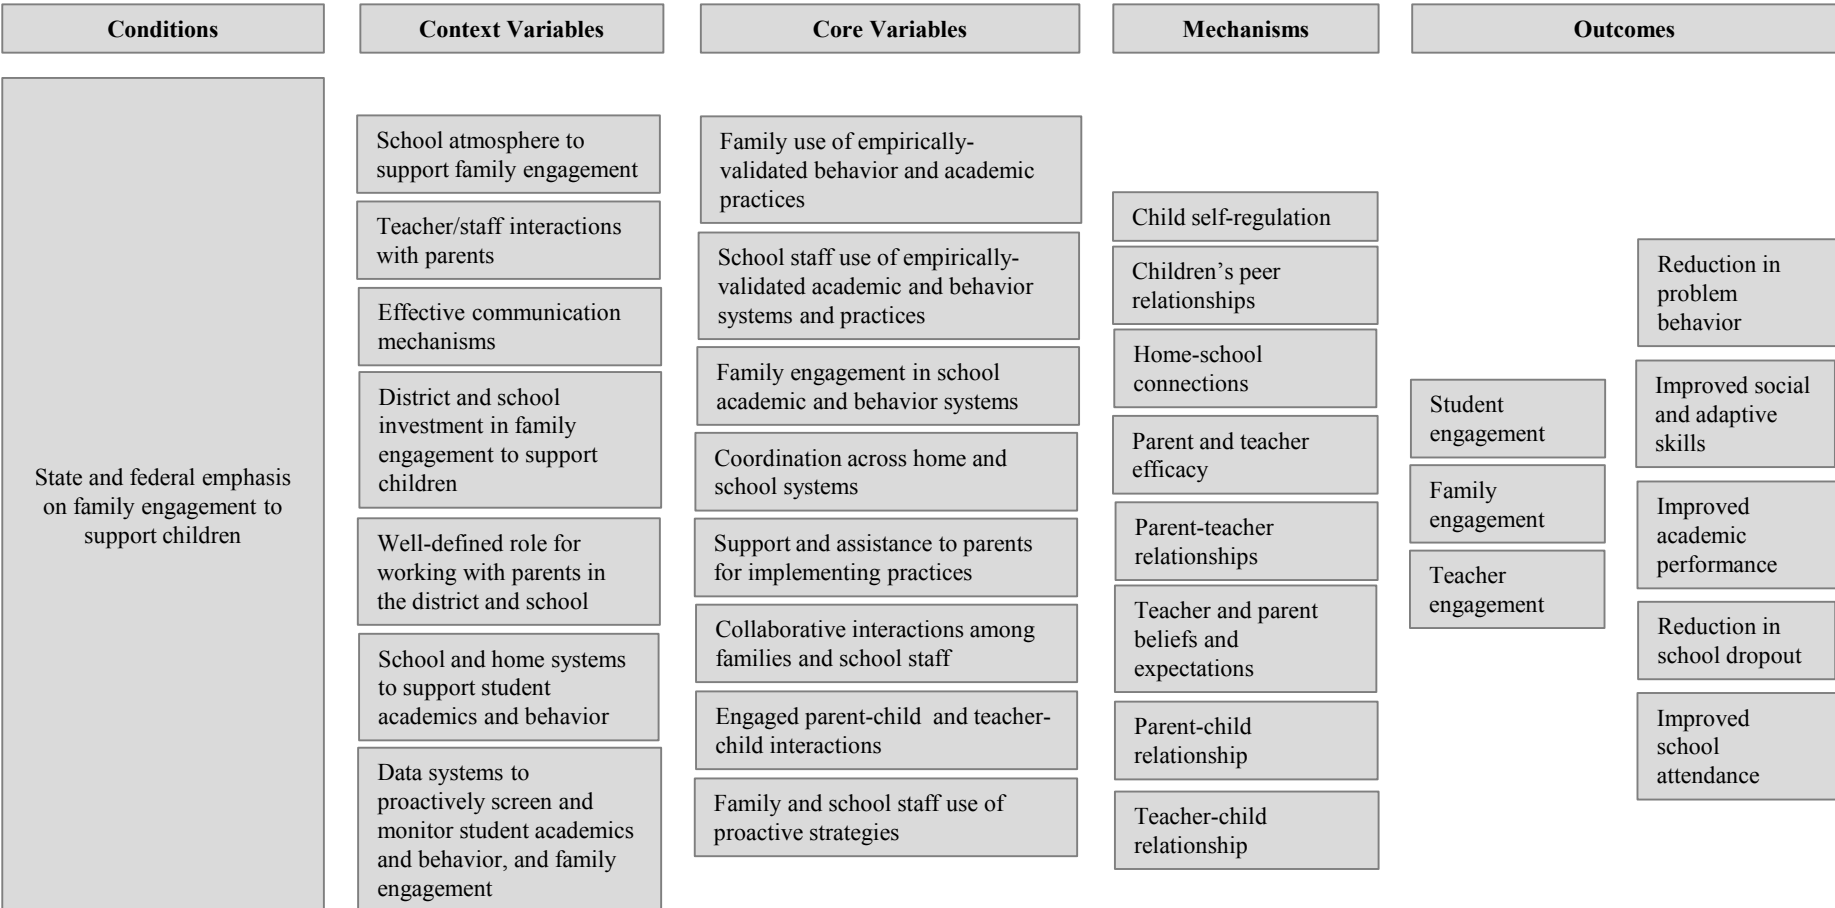 Conditions
Context Variables
Core Variables
Mechanisms
Outcomes
State and federal emphasis
on family engagement to
support children
School atmosphere to
support family engagement
Teacher/staff interactions
with parents
Effective communication
mechanisms
District and school
investment in family
engagement to support
children
Well-defined role for
working with parents in
the district and school
School and home systems
to support student
academics and behavior
Data systems to
proactively screen and
monitor student academics
and behavior, and family
engagement
Family use of empirically-
validated behavior and academic
practices
School staff use of empirically-
validated academic and behavior
systems and practices
Family engagement in school
academic and behavior systems
Coordination across home and
school systems
Support and assistance to parents
for implementing practices
Collaborative interactions among
families and school staff
Engaged parent-child and teacher-
child interactions
Family and school staff use of
proactive strategies
Child self-regulation
Children’s peer
relationships
Home-school
connections
Parent and teacher
efficacy
Parent-teacher
relationships
Teacher and parent
beliefs and
expectations
Parent-child
relationship
Teacher-child
relationship
Student
engagement
Family
engagement
Teacher
engagement
Reduction in
problem
behavior
Improved social
and adaptive
skills
Improved
academic
performance
Reduction in
school dropout
Improved
school
attendance